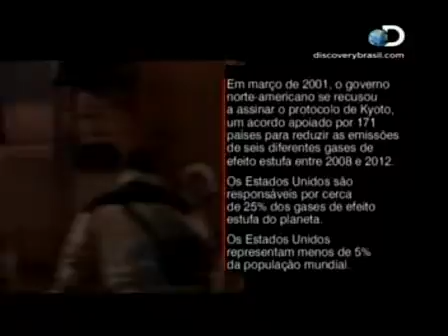 discoverybrasil.com
Em março de 2001, o governo
norte-americano se recusou
a assinar o protocolo de Kyoto,
um acordo apoiado por 171
países para reduzir as emissões
de seis diferentes gases de
efeito estufa entre 2008 e 2012.
Os Estados Unidos são
responsáveis por cerca
de 25% dos gases de efeito
estufa do planeta.
Os Estados Unidos
representam menos de 5%
da população mundial.